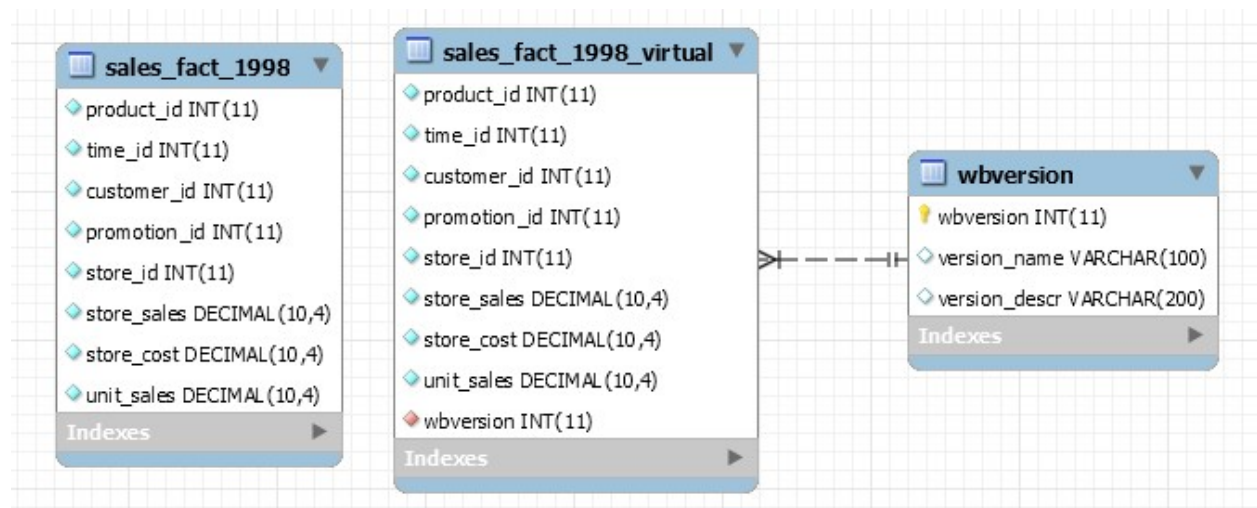 sales_fact_1998
product_id INT(11)
time_id INT(11)
customer_id INT(11)
promotion_id INT(11)
store_id INT(11)
store_sales DECIMAL(10,4)
store_cost DECIMAL(10,4)
unit_sales DECIMAL(10,4)
Indexes
sales_fact_1998_virtual
product_id INT(11)
time_id INT(11)
customer_id INT(11)
promotion_id INT(11)
store_id INT(11)
store_sales DECIMAL(10,4)
store_cost DECIMAL(10,4)
unit_sales DECIMAL(10,4)
wbversion INT(11)
Indexes
wbversion
wbversion INT(11)
version_name VARCHAR(100)
version_descr VARCHAR(200)
Indexes